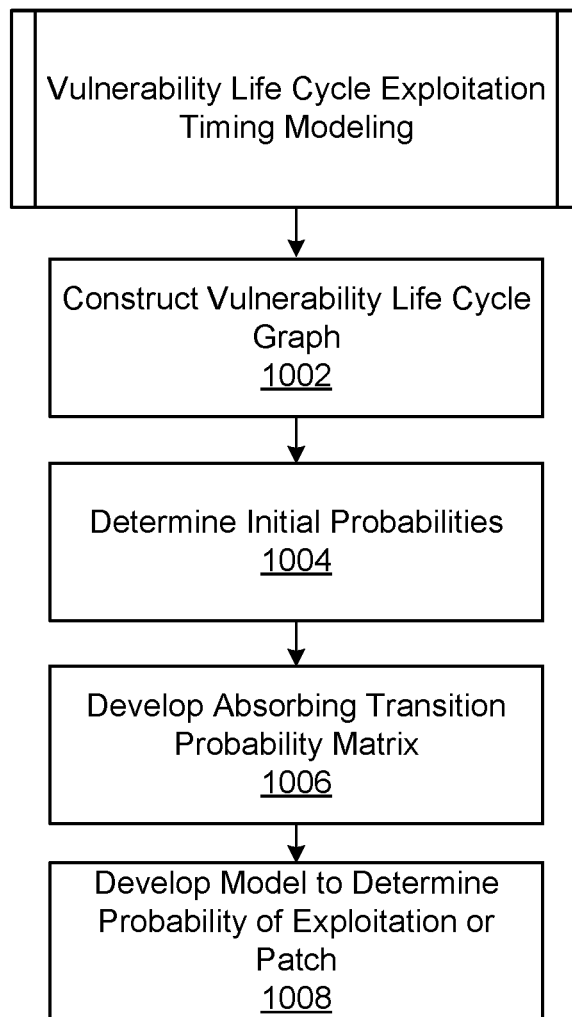 Vulnerability Life Cycle Exploitation
Timing Modeling
Construct Vulnerability Life Cycle
Graph
1002
Determine Initial Probabilities
1004
Develop Absorbing Transition
Probability Matrix
1006
Develop Model to Determine
Probability of Exploitation or
Patch
1008